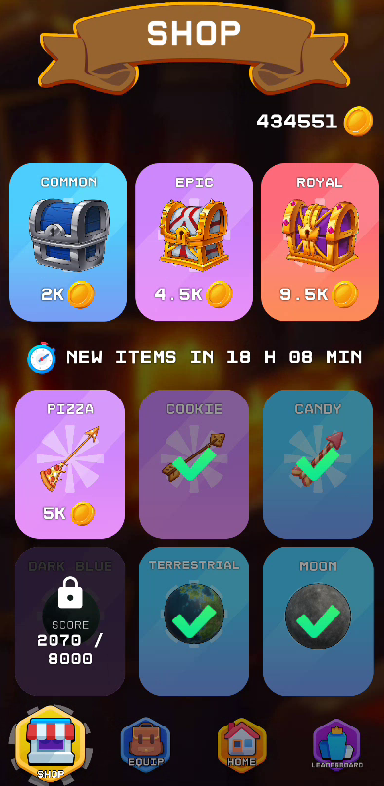 SHOP
434551
COMMON
EPIC
ROYAL
2K
4.5K
9.5K
NEW ITEMS IN 18 H 08 MIN
PIZZA
COOKIE
CANDY
5K
DARK BLUE
TERRESTRIAL
MOON
SCORE
2070 /
8000
SHOP
EQUIP
HOME
LEADERBOARD